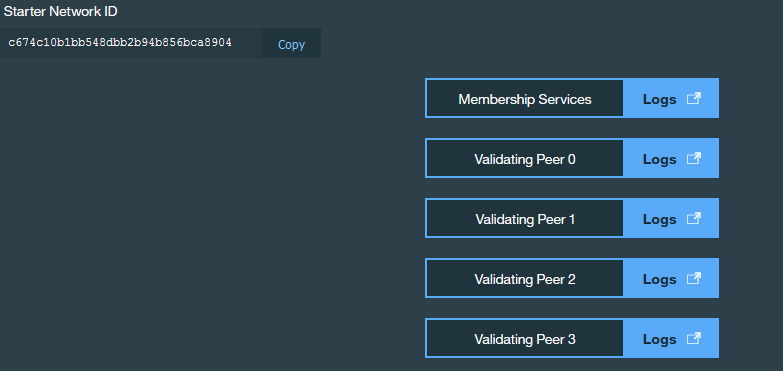 Starter Network ID
c674c10b1bb548dbb2b94b856bca8904 Copy
Membership Services Logs
Validating Peer 0 Logs
Validating Peer 1 Logs
Validating Peer 2 Logs
Validating Peer 3 Logs